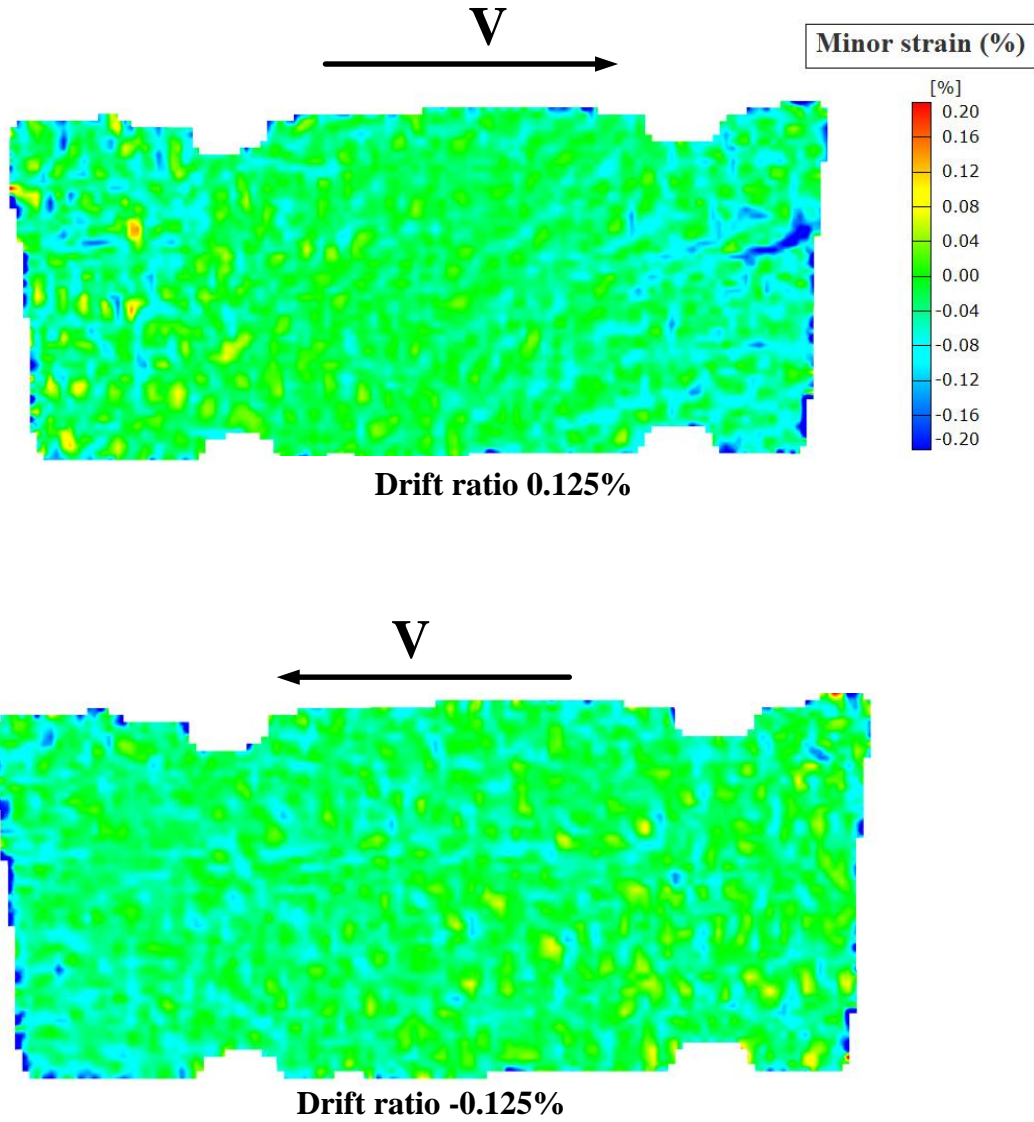 V
Minor strain (%)
[%]
0.20
0.16
0.12
0.08
0.04
0.00
-0.04
-0.08
-0.12
-0.16
-0.20
Drift ratio 0.125%
V
Drift ratio -0.125%